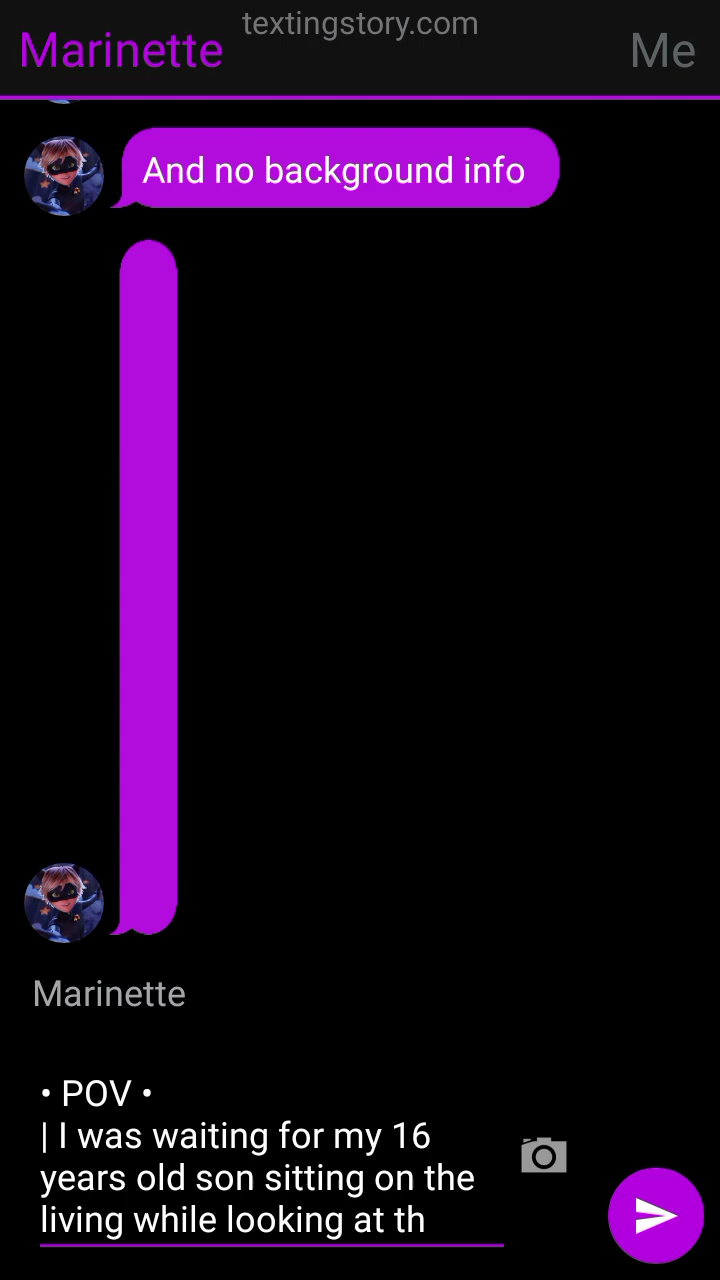 textingstory.com
Marinette
Me
And no background info
Marinette
• POV •
| I was waiting for my 16
years old son sitting on the
living while looking at th